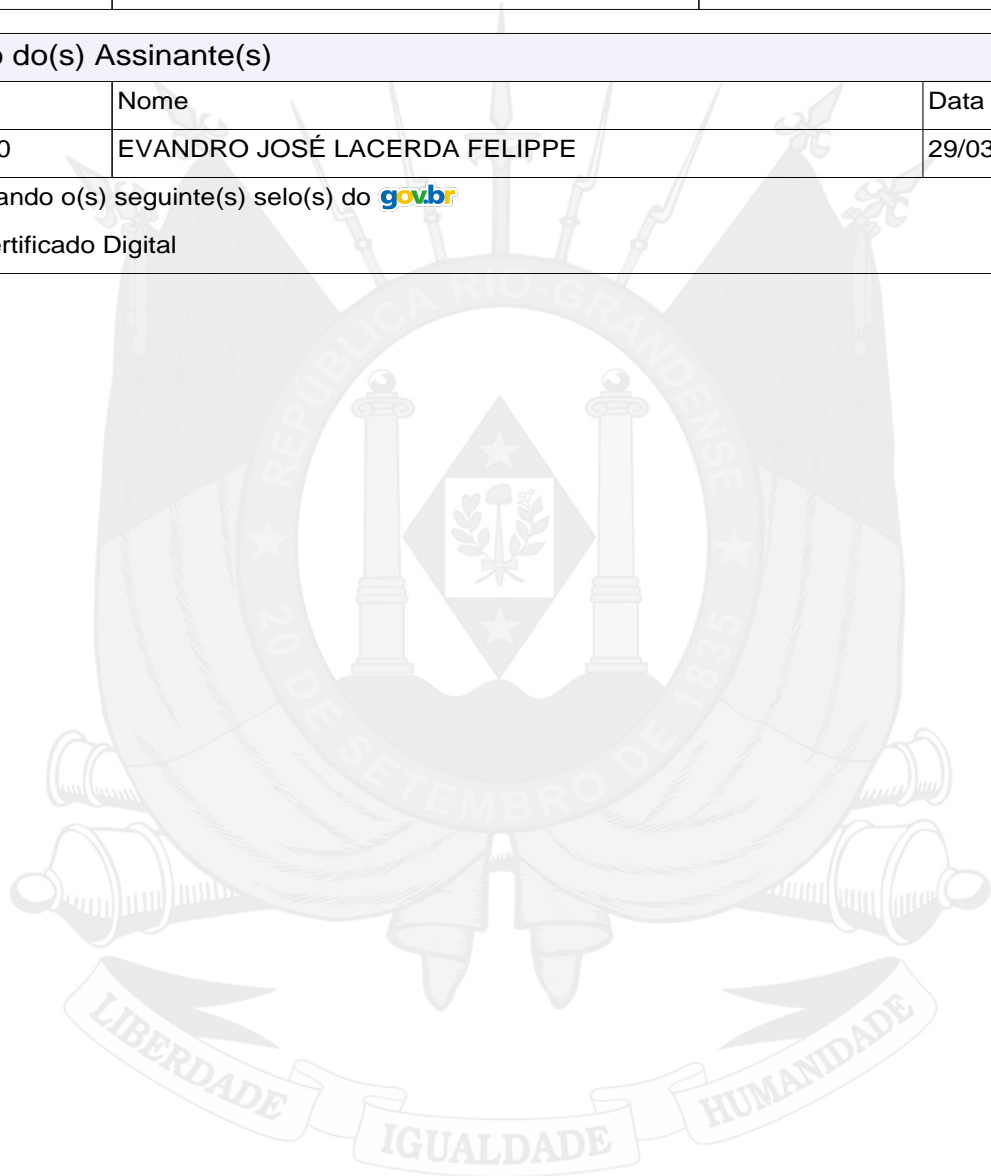 o do(s) Assinante(s)
Nome Data
0 EVANDRO JOSÉ LACERDA FELIPPE 29/03
ando o(s) seguinte(s) selo(s) do gov.br
ertificado Digital
REPÚBLICA RIO-GRANDENSE
20 DE SETEMBRO DE 1835
LIBERDADE IGUALDADE HUMANIDADE